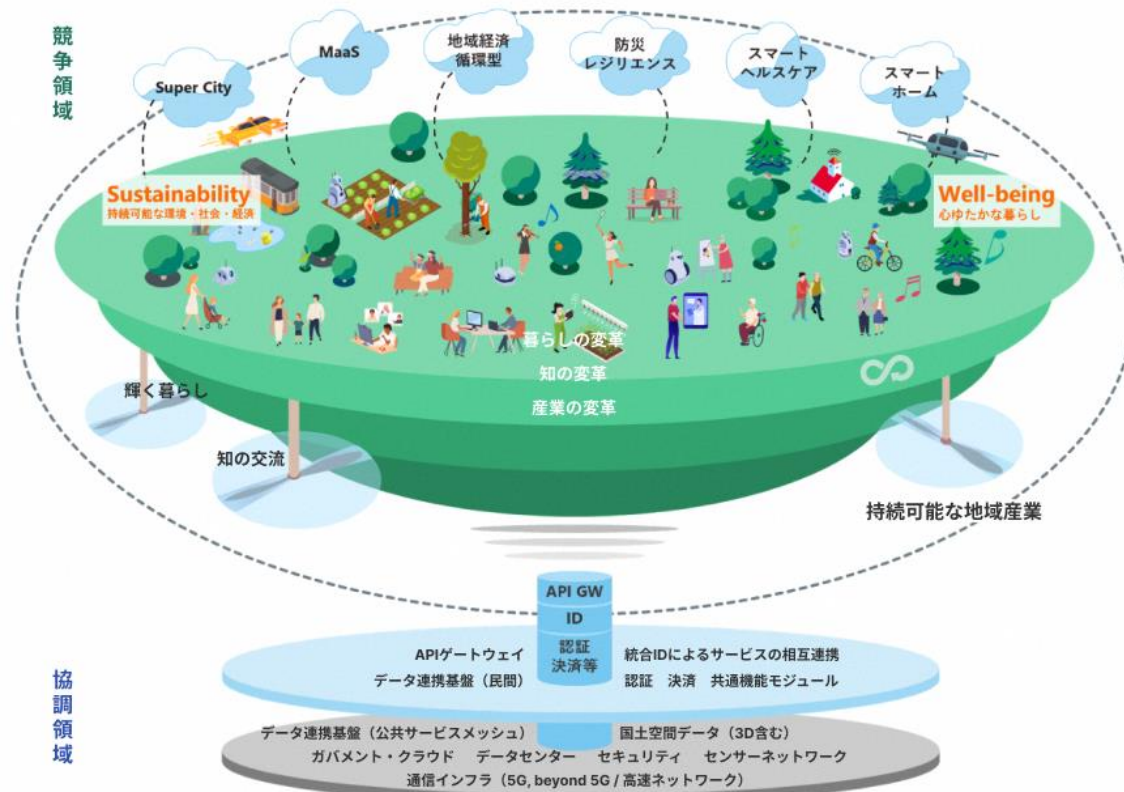 競争領域
Super City
MaaS
地域経済
循環型
防災
レジリエンス
スマート
ヘルスケア
スマート
ホーム
Sustainability
持続可能な環境・社会・経済
Well-being
心ゆたかな暮らし
暮らしの変革
知の変革
産業の変革
輝く暮らし
知の交流
持続可能な地域産業
API GW
ID
認証
決済等
協調領域
APIゲートウェイ
統合IDによるサービスの相互連携
データ連携基盤（民間）
認証 決済 共通機能モジュール
データ連携基盤（公共サービスメッシュ）
国土空間データ（3D含む）
ガバメント・クラウド データセンター セキュリティ センサーネットワーク
通信インフラ（5G, beyond 5G / 高速ネットワーク）